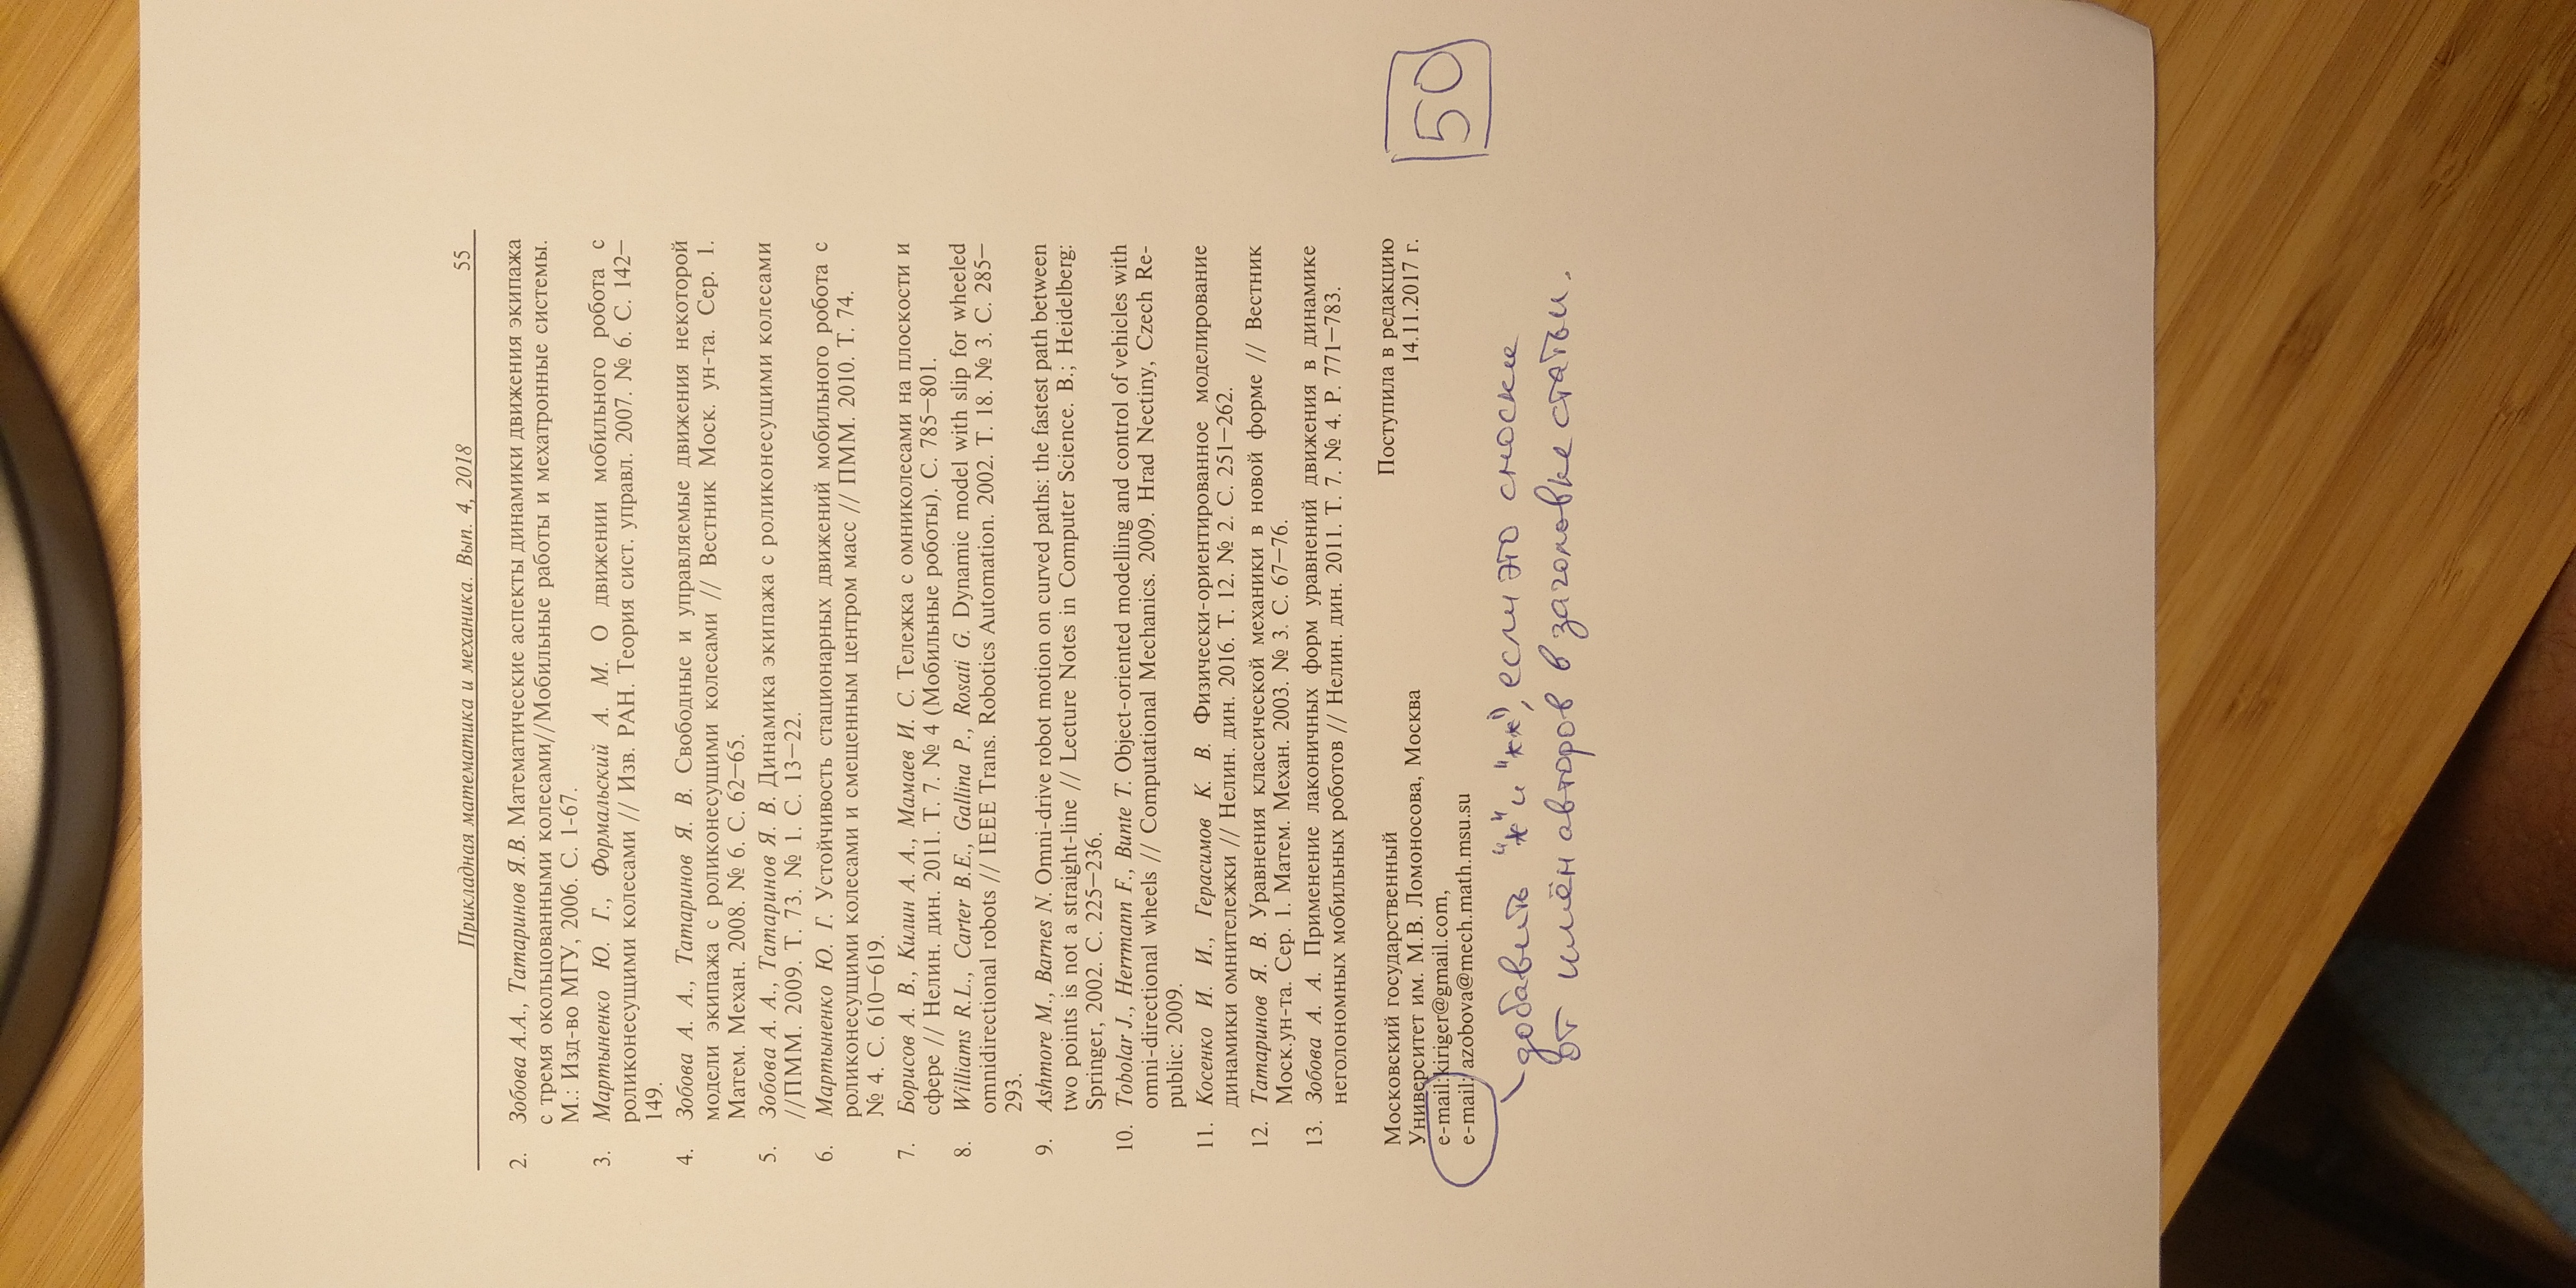 Прикладная математика и механика. Вып. 4, 2018 55
2. Зобова А.А., Татаринов Я.В. Математические аспекты динамики движения экипажа
с тремя окольцованными колесами//Мобильные работы и мехатронные системы.
М.: Изд-во МГУ, 2006. С. 1-67.
3. Мартыненко Ю. Г., Формальский А. М. О движении мобильного робота с
роликонесущими колесами // Изв. РАН. Теория сист. управл. 2007. № 6. С. 142–
149.
4. Зобова А. А., Татаринов Я. В. Свободные и управляемые движения некоторой
модели экипажа с роликонесущими колесами // Вестник Моск. ун-та. Сер. 1.
Матем. Механ. 2008. № 6. С. 62–65.
5. Зобова А. А., Татаринов Я. В. Динамика экипажа с роликонесущими колесами
//ПММ. 2009. Т. 73. № 1. С. 13–22.
6. Мартыненко Ю. Г. Устойчивость стационарных движений мобильного робота с
роликонесущими колесами и смещенным центром масс // ПММ. 2010. Т. 74.
№ 4. С. 610–619.
7. Борисов А. В., Килин А. А., Мамаев И. С. Тележка с омниколесами на плоскости и
сфере // Нелин. дин. 2011. Т. 7. № 4 (Мобильные роботы). С. 785–801.
8. Williams R.L., Carter B.E., Gallina P., Rosati G. Dynamic model with slip for wheeled
omnidirectional robots // IEEE Trans. Robotics Automation. 2002. Т. 18. № 3. С. 285–
293.
9. Ashmore M., Barnes N. Omni-drive robot motion on curved paths: the fastest path between
two points is not a straight-line // Lecture Notes in Computer Science. B.; Heidelberg:
Springer, 2002. С. 225–236.
10. Tobolar J., Herrmann F., Bunte T. Object-oriented modelling and control of vehicles with
omni-directional wheels // Computational Mechanics. 2009. Hrad Nectiny, Czech Re-
public: 2009.
11. Косенко И. И., Герасимов К. В. Физически-ориентированное моделирование
динамики омнитележки // Нелин. дин. 2016. Т. 12. № 2. С. 251–262.
12. Татаринов Я. В. Уравнения классической механики в новой форме // Вестник
Моск.ун-та. Сер. 1. Матем. Механ. 2003. № 3. С. 67–76.
13. Зобова А. А. Применение лаконичных форм уравнений движения в динамике
неголономных мобильных роботов // Нелин. дин. 2011. Т. 7. № 4. Р. 771–783.
Московский государственный Поступила в редакцию
Университет им. М.В. Ломоносова, Москва 14.11.2017 г.
e-mail:kiriger@gmail.com,
e-mail: azobova@mech.math.msu.su
50
добавить "*" и "**", если это сноски
от имён авторов в заголовке статьи.